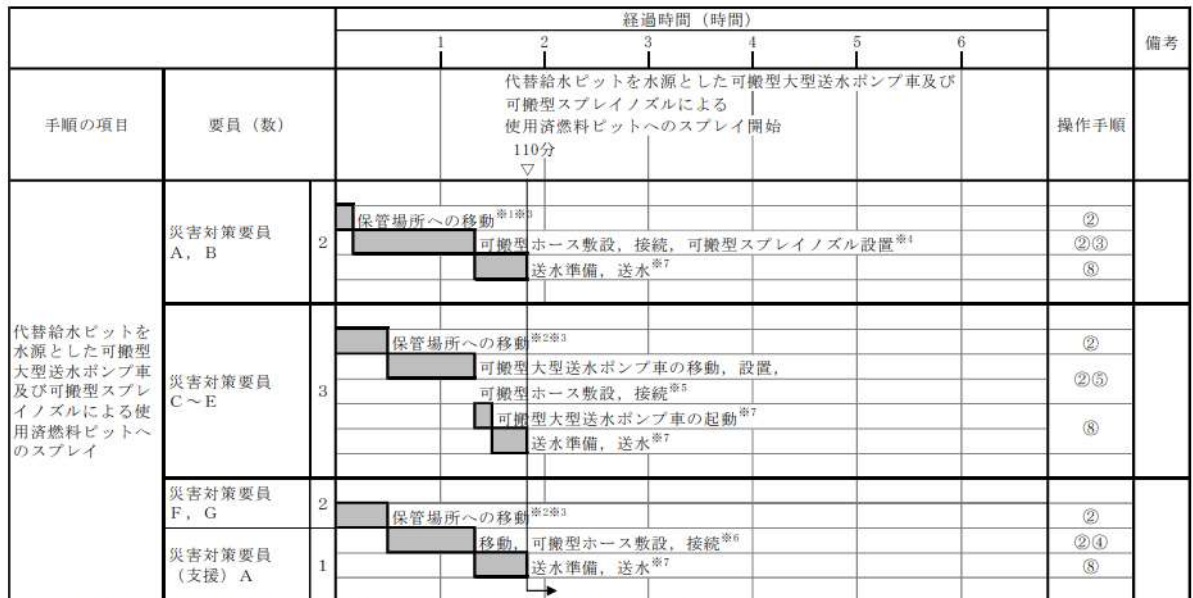 経過時間（時間）
1 2 3 4 5 6
備考
手順の項目
要員（数）
代替給水ピットを水源とした可搬型大型送水ポンプ車及び
可搬型スプレイノズルによる
使用済燃料ピットへのスプレイ開始
110分
▽
操作手順
代替給水ピットを
水源とした可搬型
大型送水ポンプ車
及び可搬型スプレ
イノズルによる使
用済燃料ピットへ
のスプレイ
災害対策要員
A，B
2
保管場所への移動※1※3
②
可搬型ホース敷設，接続，可搬型スプレイノズル設置※4
②③
送水準備，送水※7
⑧
災害対策要員
C～E
3
保管場所への移動※2※3
②
可搬型大型送水ポンプ車の移動，設置，
可搬型ホース敷設，接続※5
②⑤
可搬型大型送水ポンプ車の起動※7
送水準備，送水※7
⑧
災害対策要員
F，G
2
保管場所への移動※2※3
②
災害対策要員
（支援）A
1
移動，可搬型ホース敷設，接続※6
②④
送水準備，送水※7
⑧